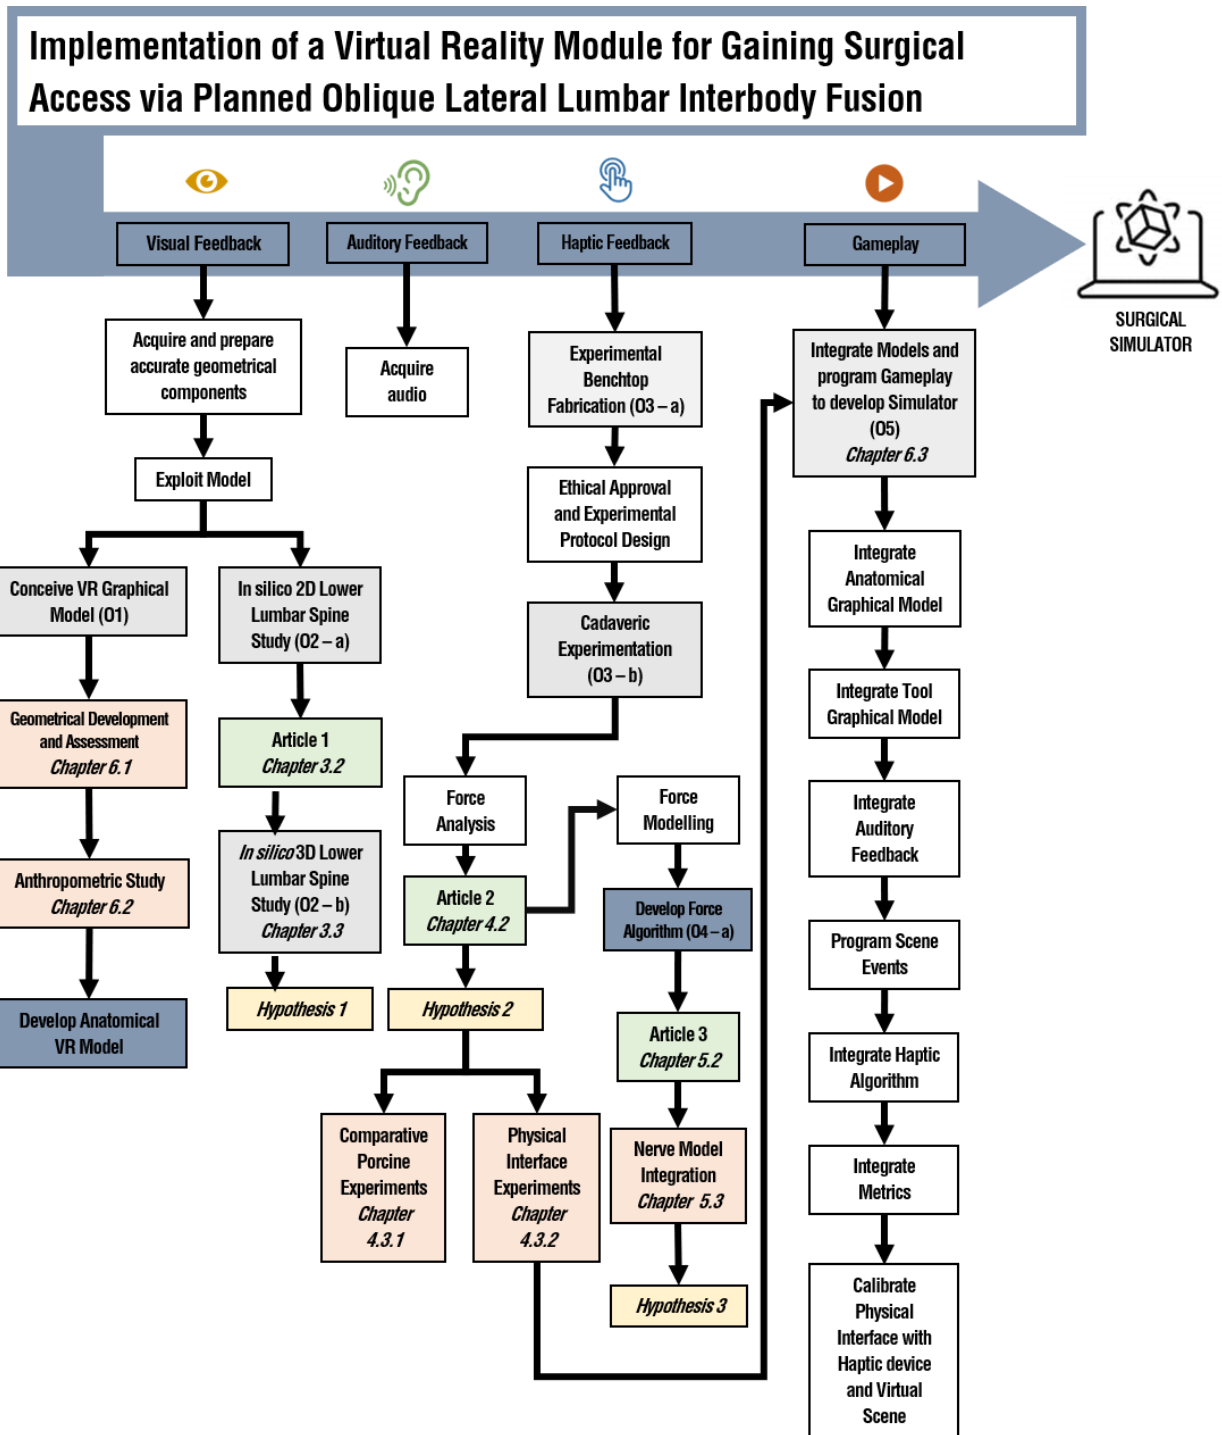 Implementation of a Virtual Reality Module for Gaining Surgical
Access via Planned Oblique Lateral Lumbar Interbody Fusion
Visual Feedback
Auditory Feedback
Haptic Feedback
Gameplay
SURGICAL
SIMULATOR
Acquire and prepare
accurate geometrical
components
Exploit Model
Conceive VR Graphical
Model (O1)
Geometrical Development
and Assessment
Chapter 6.1
Anthropometric Study
Chapter 6.2
Develop Anatomical
VR Model
In silico 2D Lower
Lumbar Spine
Study (O2 – a)
Article 1
Chapter 3.2
In silico 3D Lower
Lumbar Spine
Study (O2 – b)
Chapter 3.3
Hypothesis 1
Acquire
audio
Experimental
Benchtop
Fabrication (O3 – a)
Ethical Approval
and Experimental
Protocol Design
Cadaveric
Experimentation
(O3 – b)
Force
Analysis
Article 2
Chapter 4.2
Hypothesis 2
Comparative
Porcine
Experiments
Chapter
4.3.1
Physical
Interface
Experiments
Chapter
4.3.2
Force
Modelling
Develop Force
Algorithm (O4 – a)
Article 3
Chapter 5.2
Nerve Model
Integration
Chapter 5.3
Hypothesis 3
Integrate Models and
program Gameplay
to develop Simulator
(O5)
Chapter 6.3
Integrate
Anatomical
Graphical Model
Integrate Tool
Graphical Model
Integrate
Auditory
Feedback
Program Scene
Events
Integrate Haptic
Algorithm
Integrate
Metrics
Calibrate
Physical
Interface with
Haptic device
and Virtual
Scene